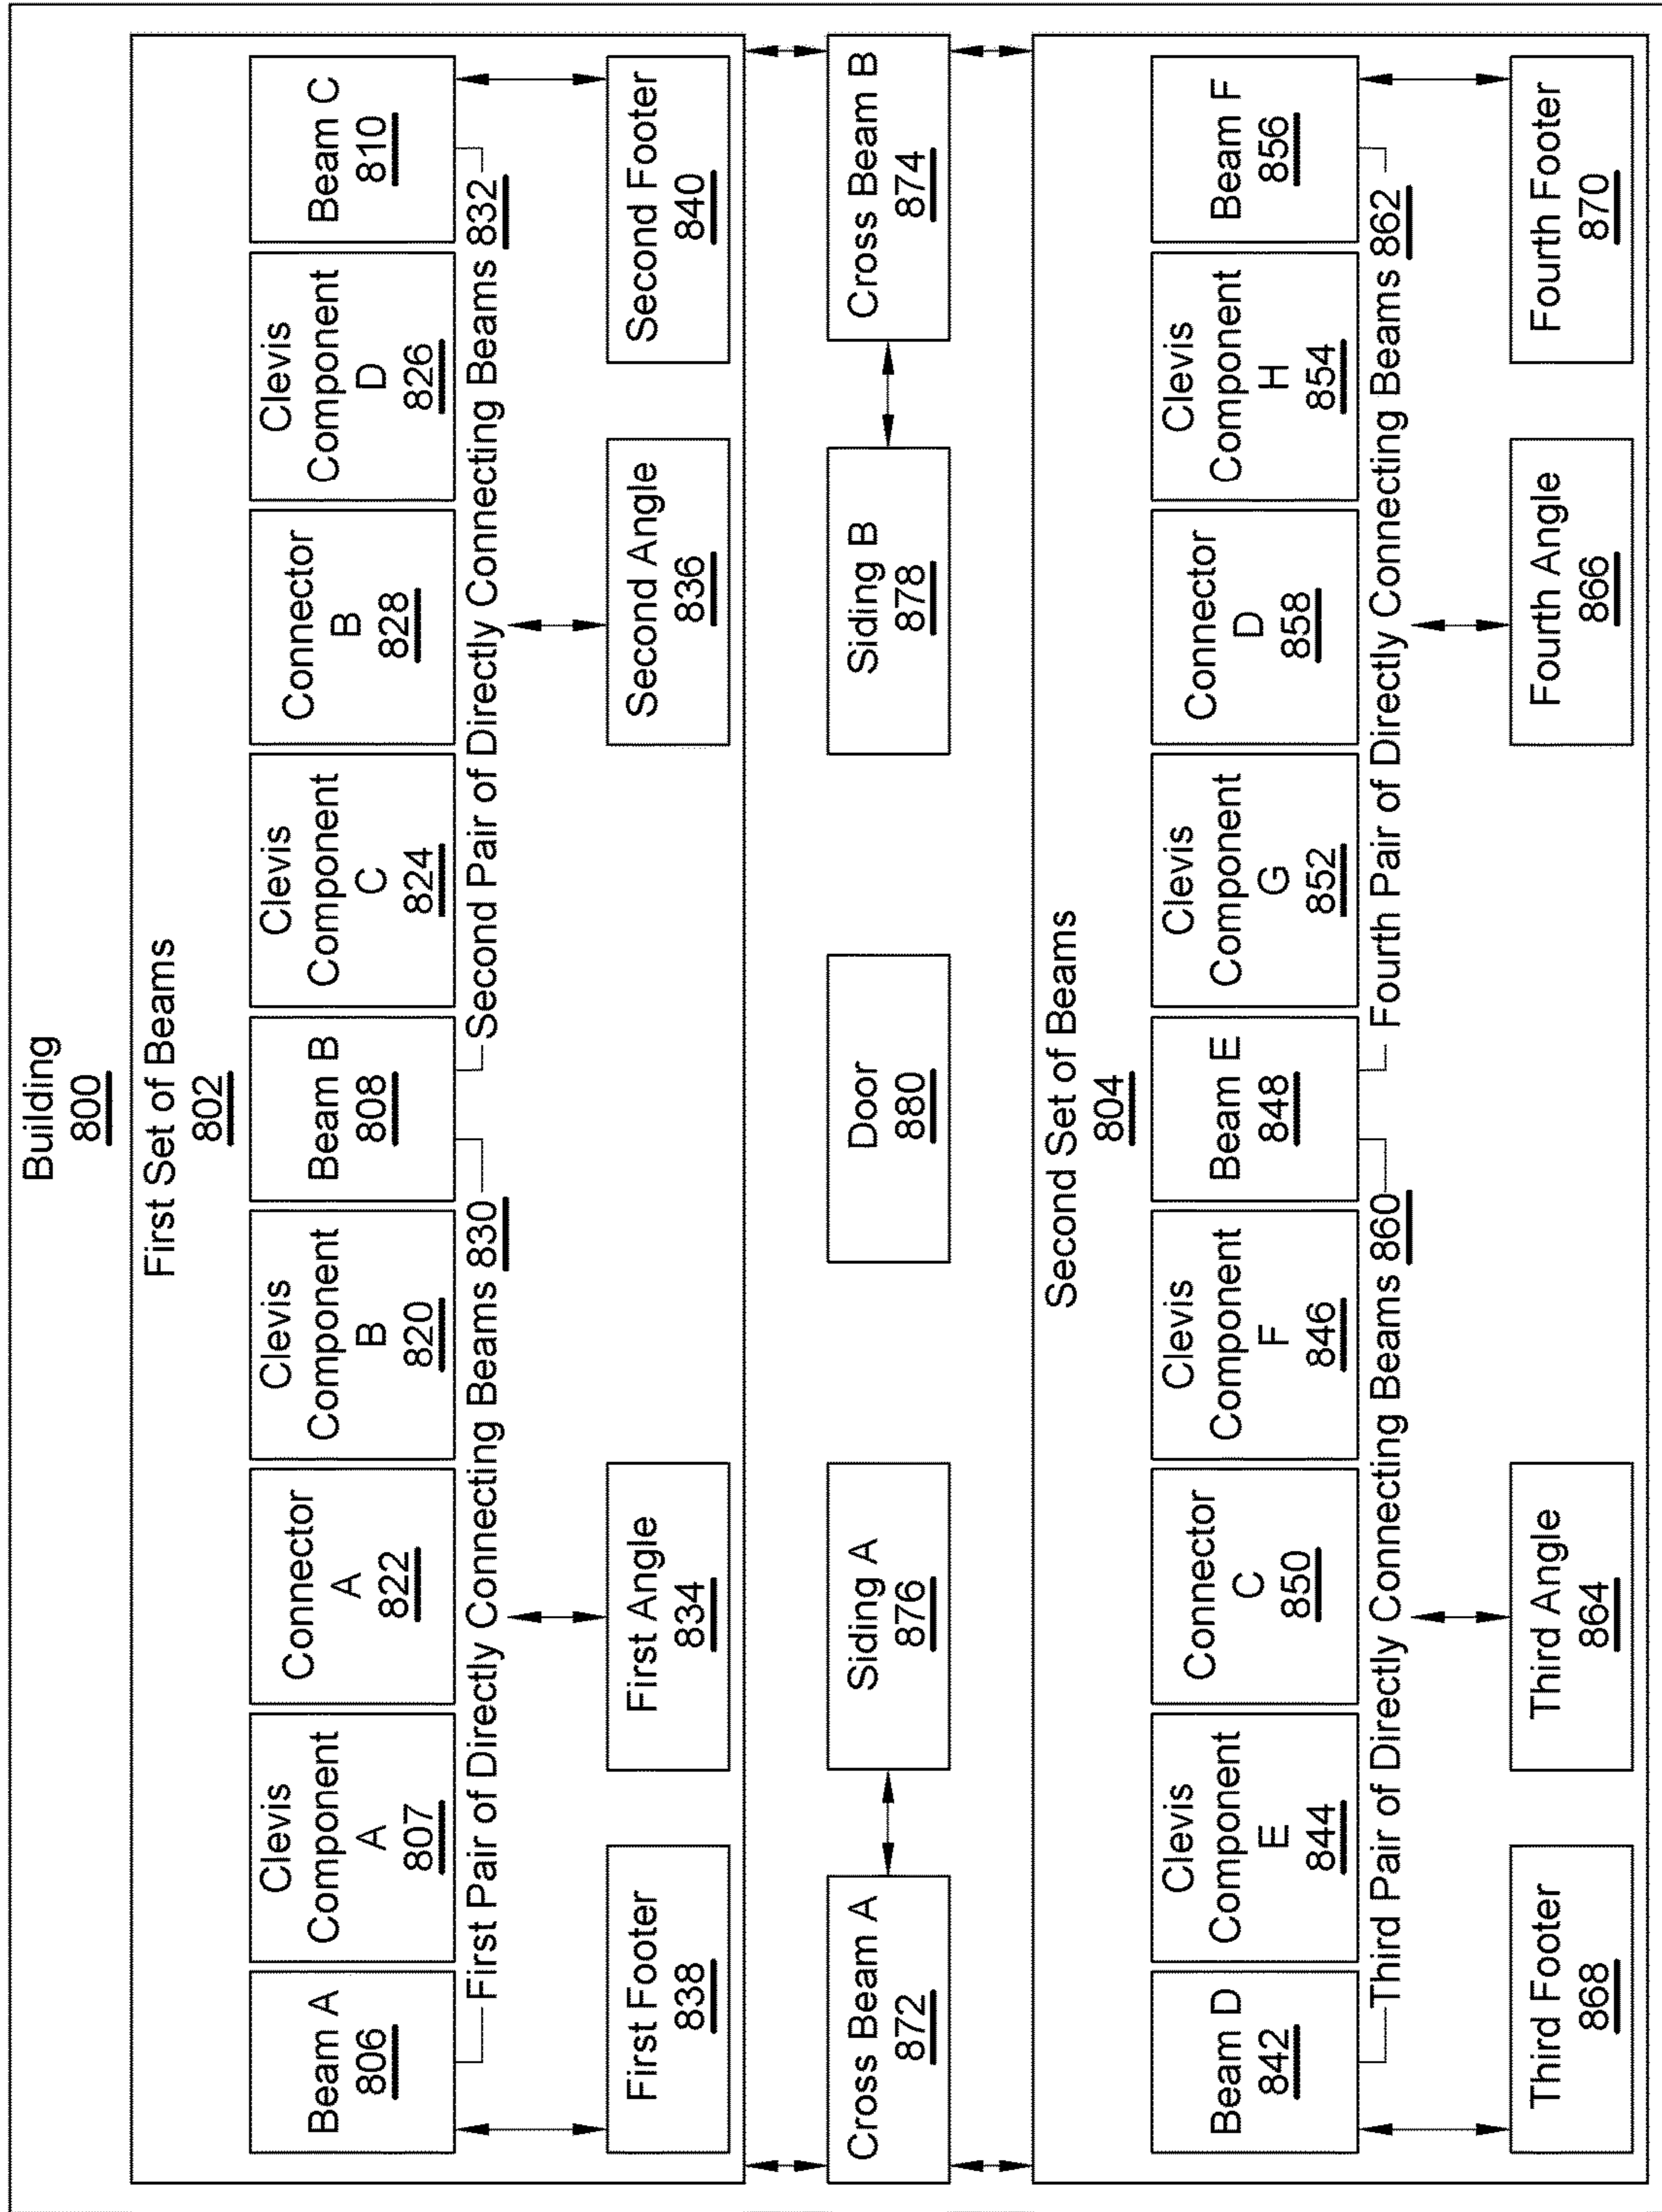 Building
800
First Set of Beams
802
Beam A
806
Clevis
Component
A
807
Connector
A
822
Clevis
Component
B
820
Beam B
808
Clevis
Component
C
824
Connector
B
828
Clevis
Component
D
826
Beam C
810
First Pair of Directly Connecting Beams 830
Second Pair of Directly Connecting Beams 832
First Footer
838
First Angle
834
Second Angle
836
Second Footer
840
Cross Beam A
872
Siding A
876
Door
880
Siding B
878
Cross Beam B
874
Second Set of Beams
804
Beam D
842
Clevis
Component
E
844
Connector
C
850
Clevis
Component
F
846
Beam E
848
Clevis
Component
G
852
Connector
D
858
Clevis
Component
H
854
Beam F
856
Third Pair of Directly Connecting Beams 860
Fourth Pair of Directly Connecting Beams 862
Third Footer
868
Third Angle
864
Fourth Angle
866
Fourth Footer
870